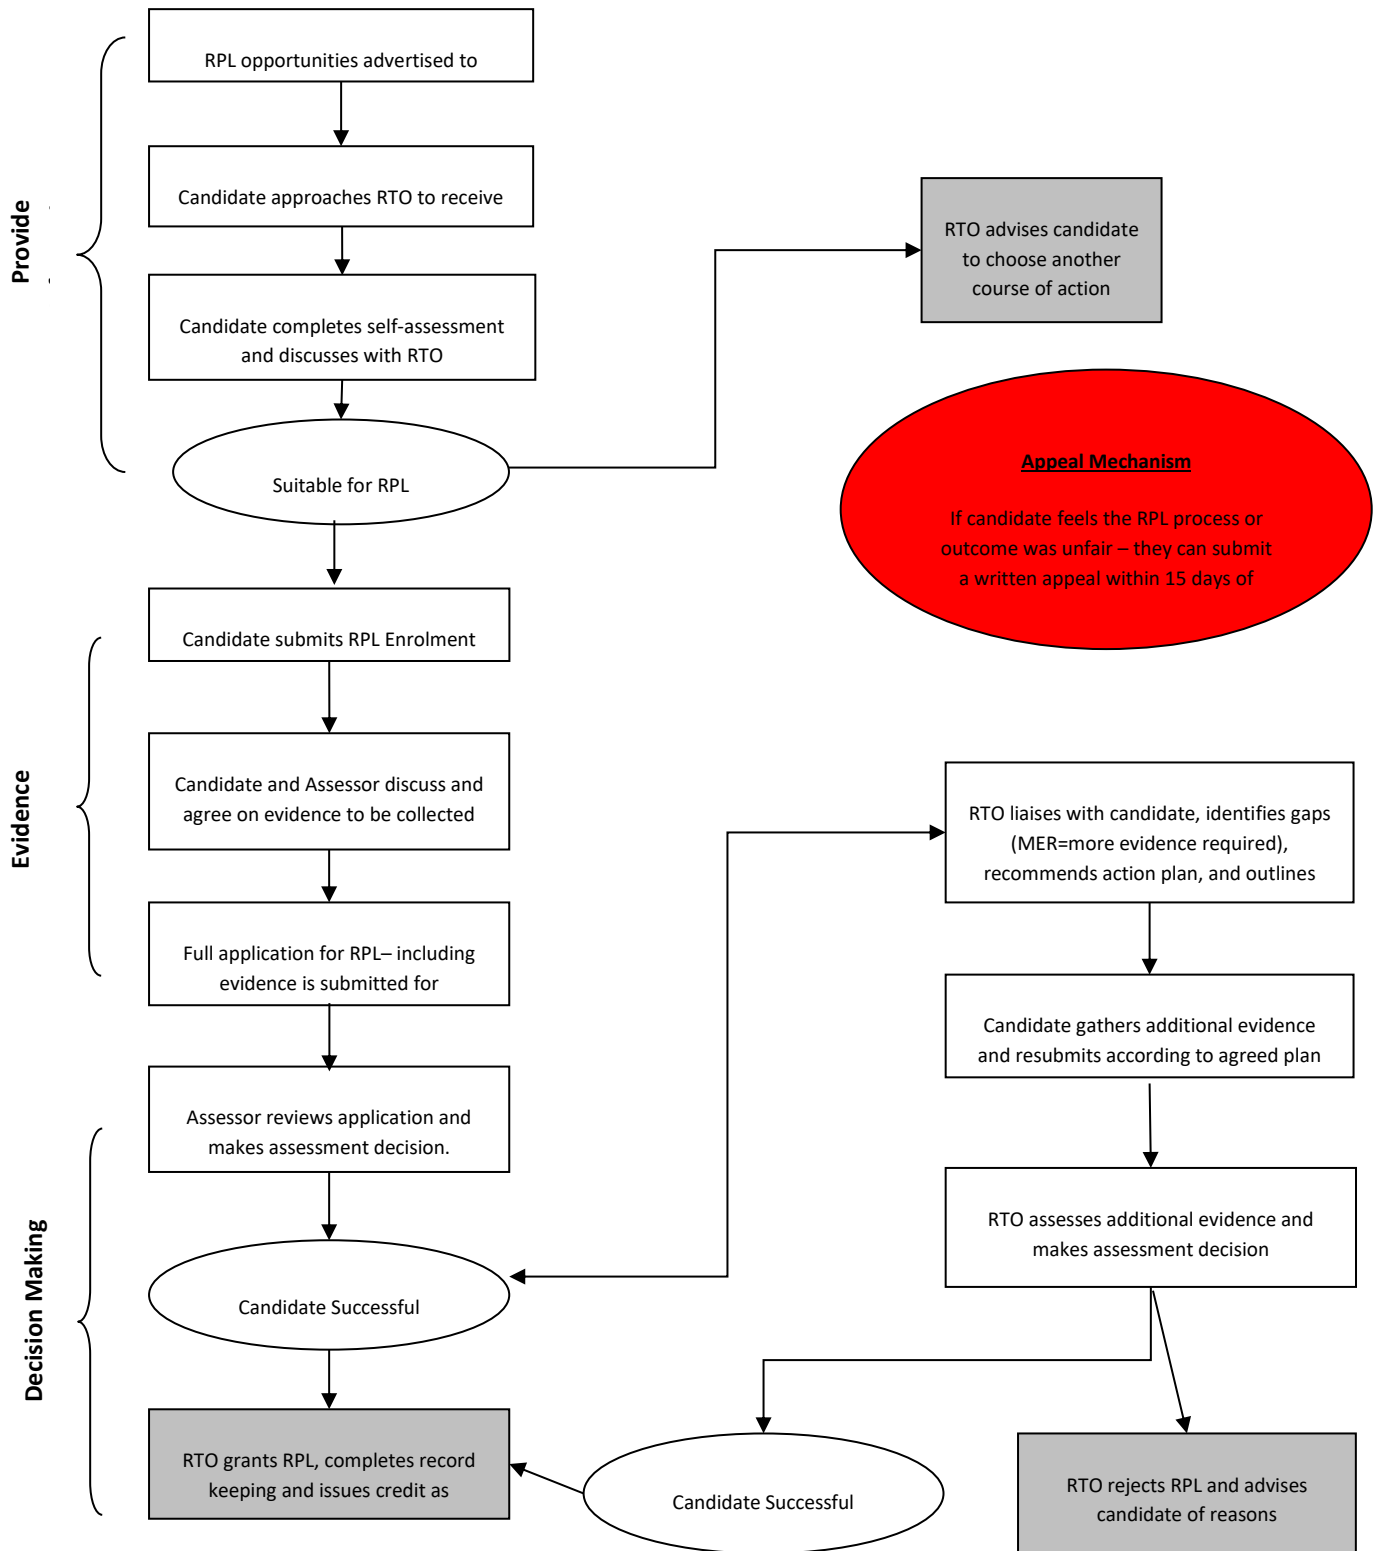 Provide
RPL opportunities advertised to
Candidate approaches RTO to receive
Candidate completes self-assessment
and discusses with RTO
Suitable for RPL
RTO advises candidate
to choose another
course of action
Appeal Mechanism
If candidate feels the RPL process or
outcome was unfair – they can submit
a written appeal within 15 days of
Evidence
Candidate submits RPL Enrolment
Candidate and Assessor discuss and
agree on evidence to be collected
Full application for RPL– including
evidence is submitted for
RTO liaises with candidate, identifies gaps
(MER=more evidence required),
recommends action plan, and outlines
Candidate gathers additional evidence
and resubmits according to agreed plan
Decision Making
Assessor reviews application and
makes assessment decision.
Candidate Successful
RTO grants RPL, completes record
keeping and issues credit as
RTO assesses additional evidence and
makes assessment decision
Candidate Successful
RTO rejects RPL and advises
candidate of reasons